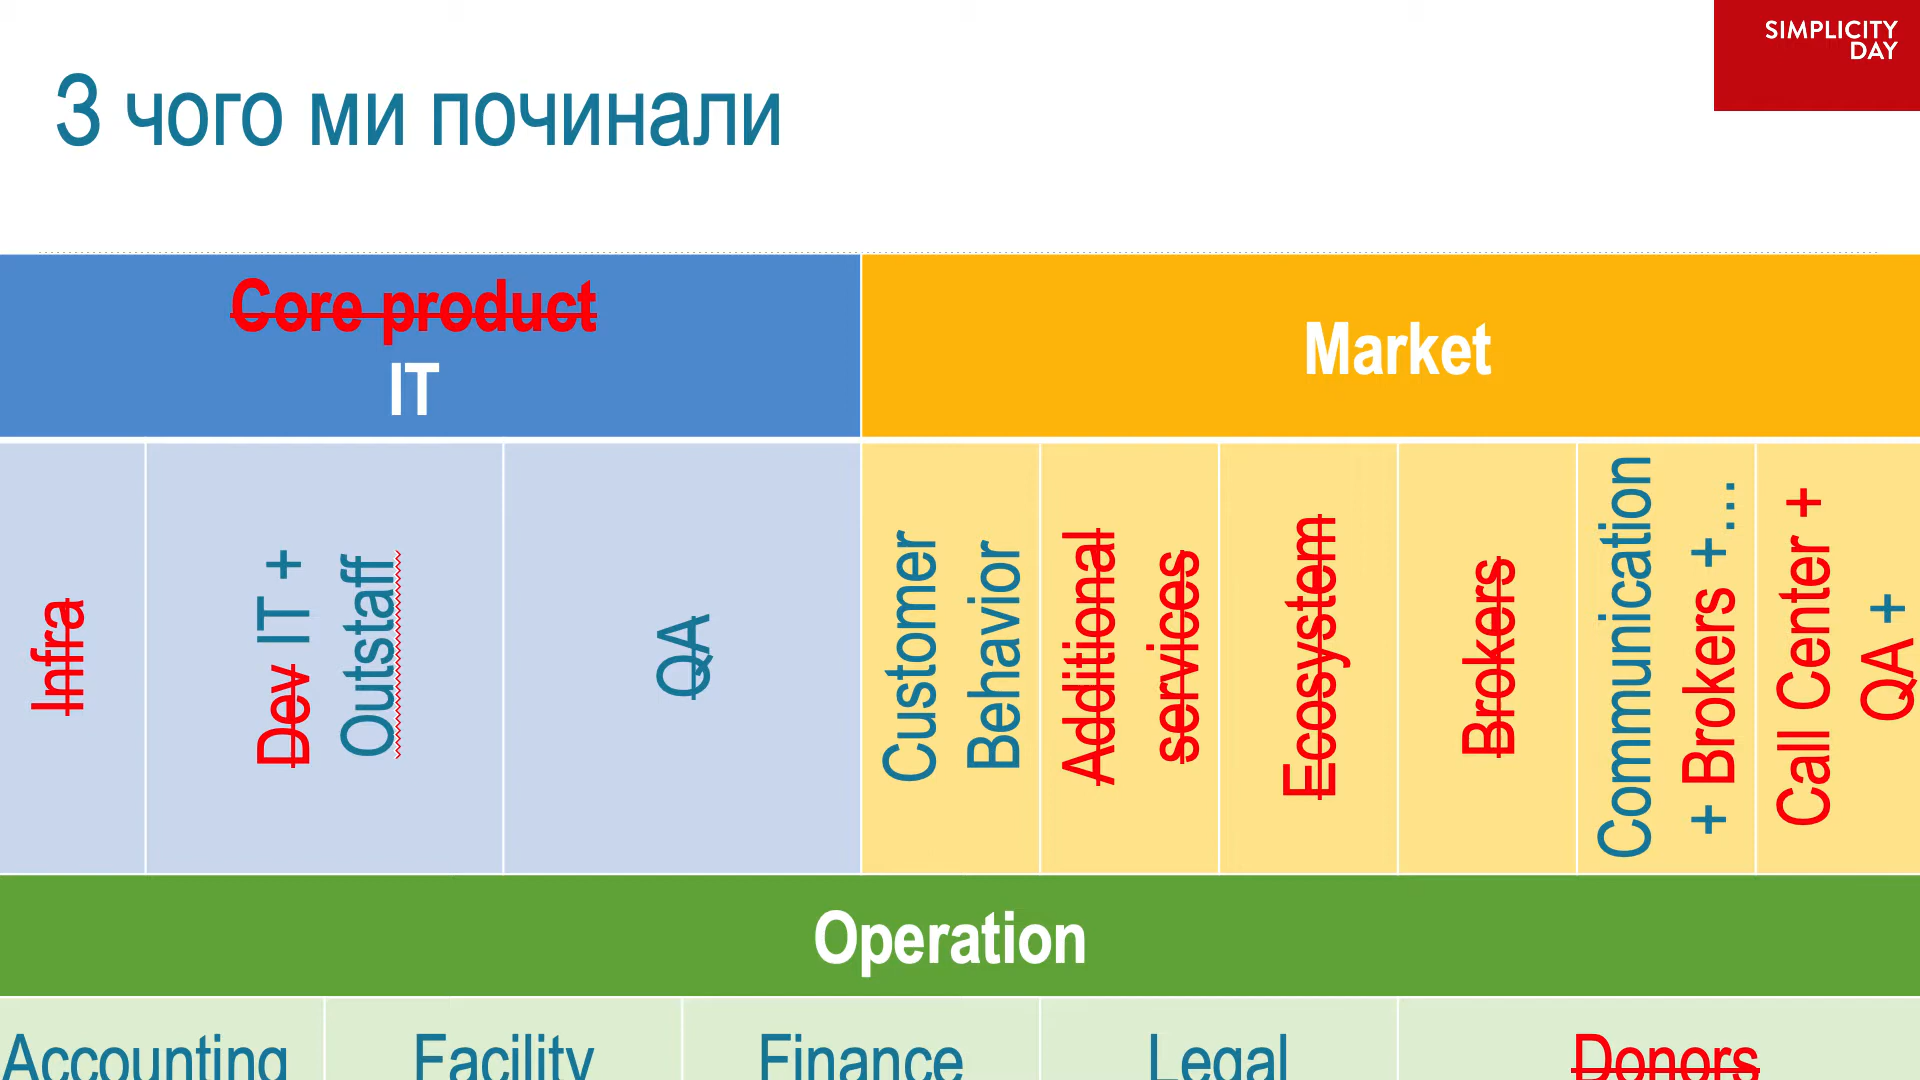 SIMPLICITY
DAY
З чого ми починали
Core product
IT
Market
Infra
Dev IT +
Outstaff
QA
Customer
Behavior
Additional
services
Ecosystem
Brokers
Communication
+ Brokers +...
Call Center +
QA +
Operation
Accounting
Facility
Finance
Legal
Donors